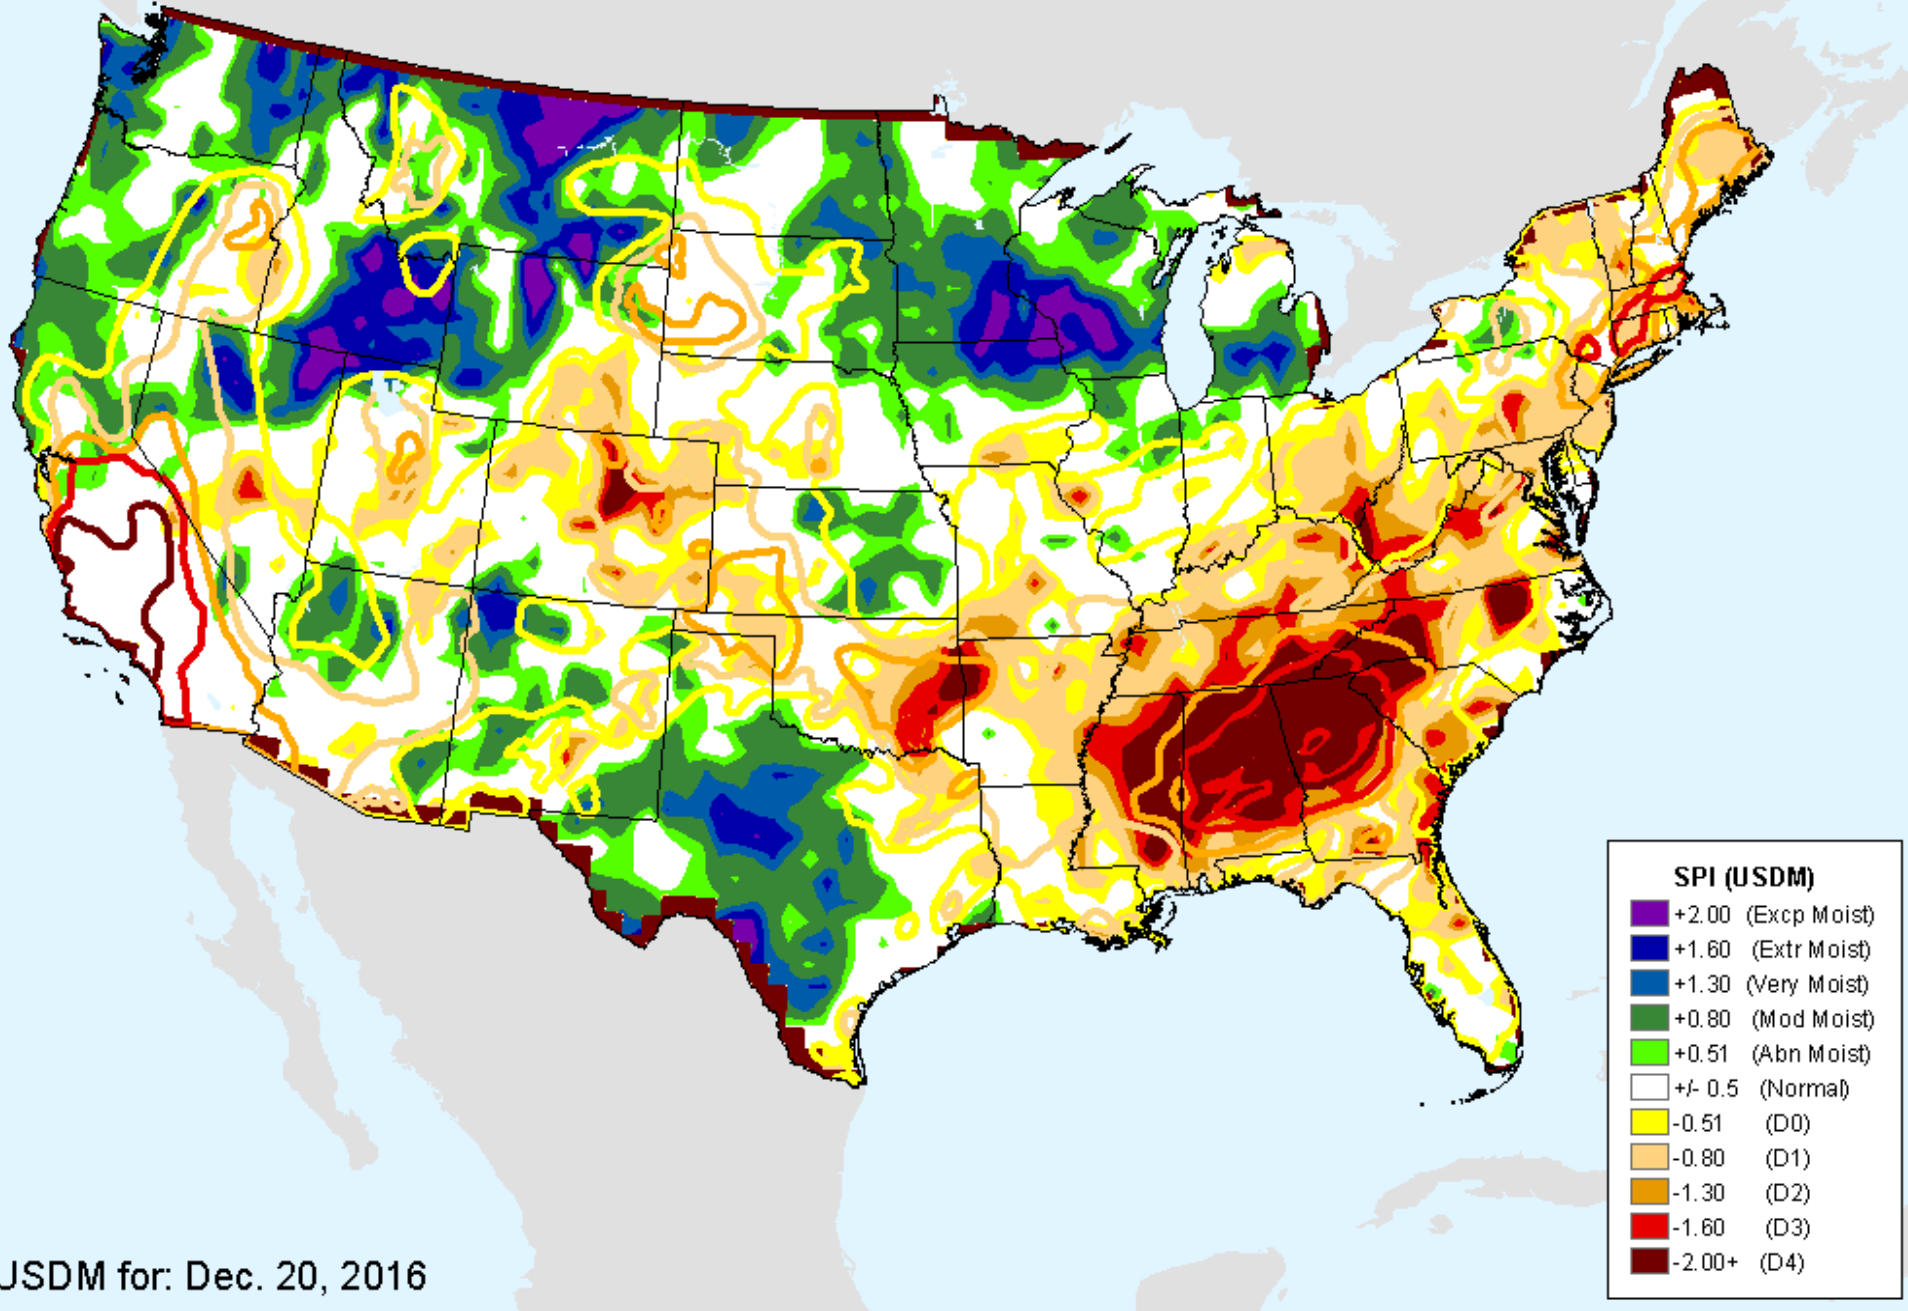 SPI (USDM)
+2.00 (Excp Moist)
+1.60 (Extr Moist)
+1.30 (Very Moist)
+0.80 (Mod Moist)
+0.51 (Abn Moist)
+/- 0.5 (Normal)
-0.51 (D0)
-0.80 (D1)
-1.30 (D2)
-1.60 (D3)
-2.00+ (D4)
USDM for: Dec. 20, 2016